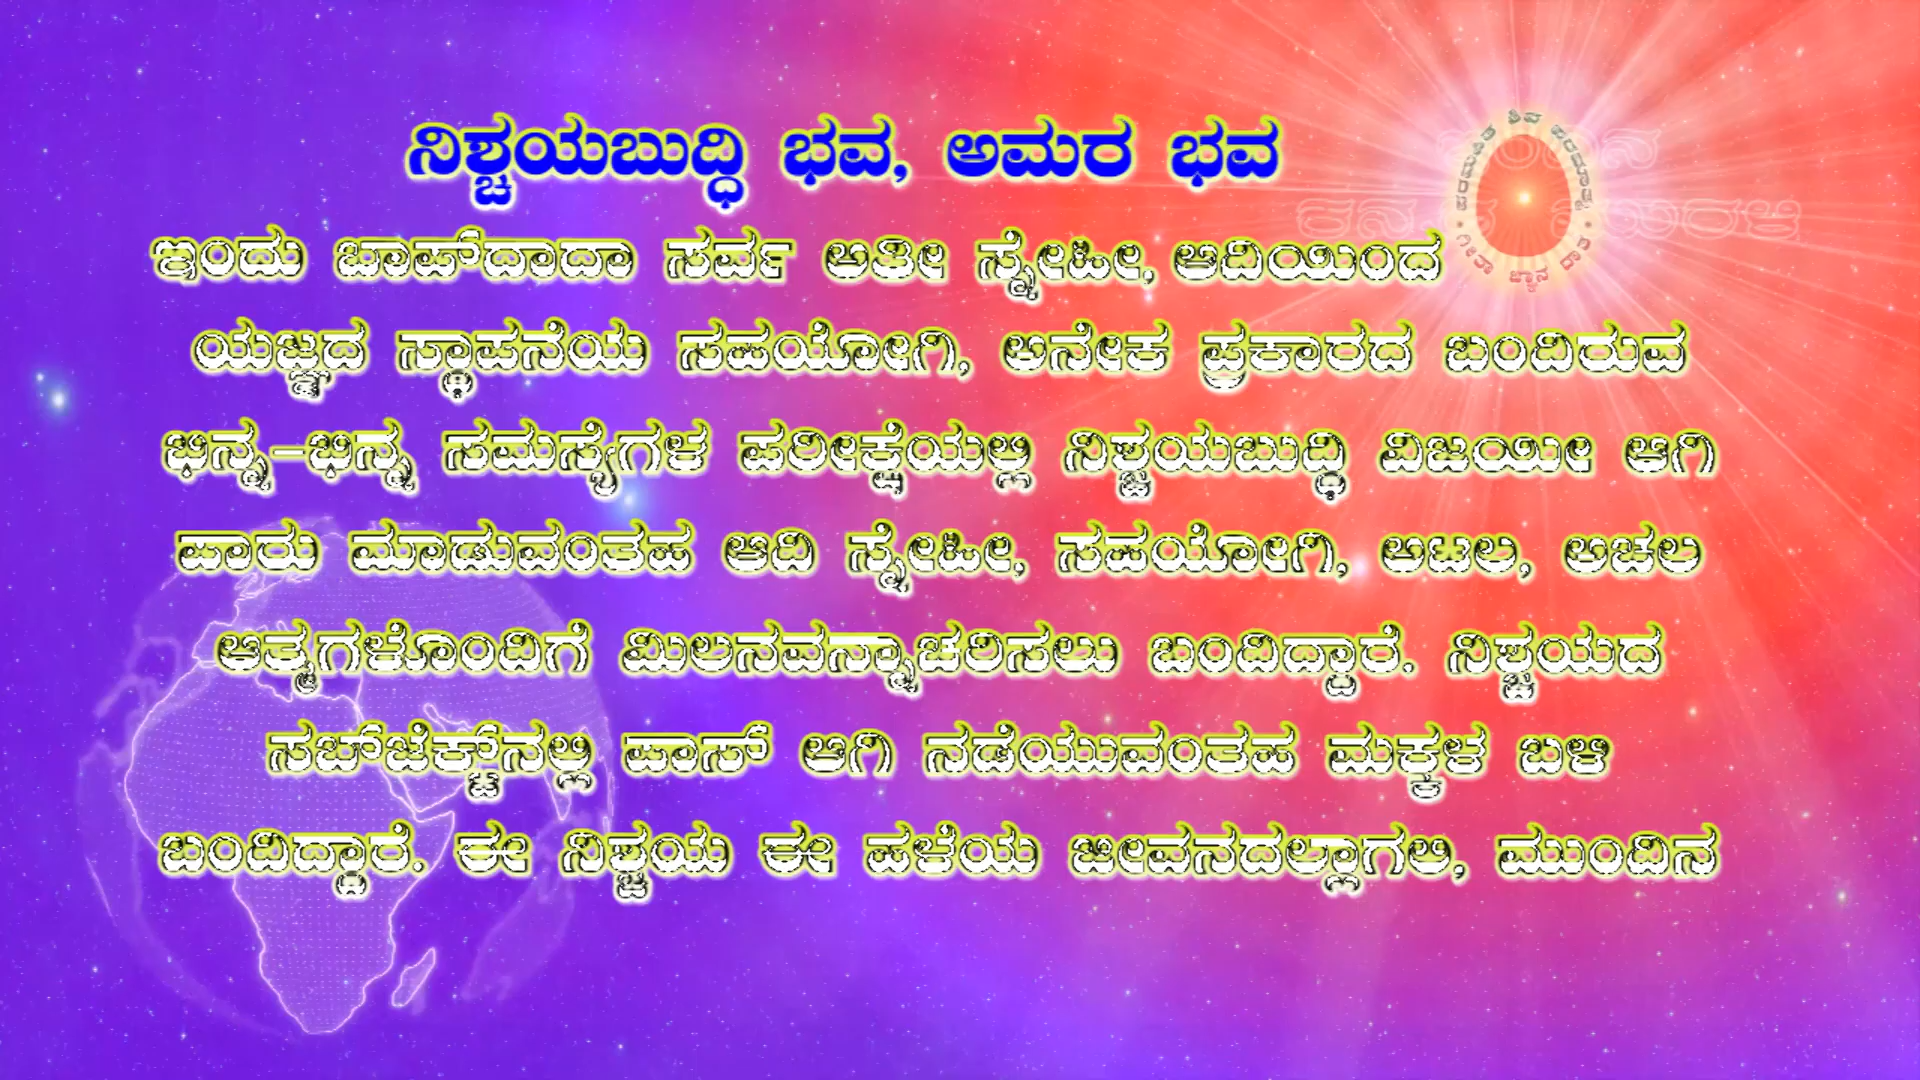 ನಿಶ್ಚಯಬುದ್ಧಿ ಭವ, ಅಮರ ಭವ
ಇಂದು ಬಾಪ್‌ದಾದಾ ಸರ್ವ ಅತೀ ಸ್ನೇಹೀ, ಆದಿಯಿಂದ
ಯಜ್ಞದ ಸ್ಥಾಪನೆಯ ಸಹಯೋಗಿ, ಅನೇಕ ಪ್ರಕಾರದ ಬಂದಿರುವ
ಭಿನ್ನ-ಭಿನ್ನ ಸಮಸ್ಯೆಗಳ ಪರೀಕ್ಷೆಯಲ್ಲಿ ನಿಶ್ಚಯಬುದ್ಧಿ ವಿಜಯೀ ಆಗಿ
ಪಾರು ಮಾಡುವಂತಹ ಆದಿ ಸ್ನೇಹೀ, ಸಹಯೋಗಿ, ಅಟಲ, ಅಚಲ
ಆತ್ಮಗಳೊಂದಿಗೆ ಮಿಲನವನ್ನಾಚರಿಸಲು ಬಂದಿದ್ದಾರೆ. ನಿಶ್ಚಯದ
ಸಬ್‌ಜೆಕ್ಟ್‌ನಲ್ಲಿ ಪಾಸ್ ಆಗಿ ನಡೆಯುವಂತಹ ಮಕ್ಕಳ ಬಳಿ
ಬಂದಿದ್ದಾರೆ. ಈ ನಿಶ್ಚಯ ಈ ಹಳೆಯ ಜೀವನದಲ್ಲಾಗಲಿ, ಮುಂದಿನ